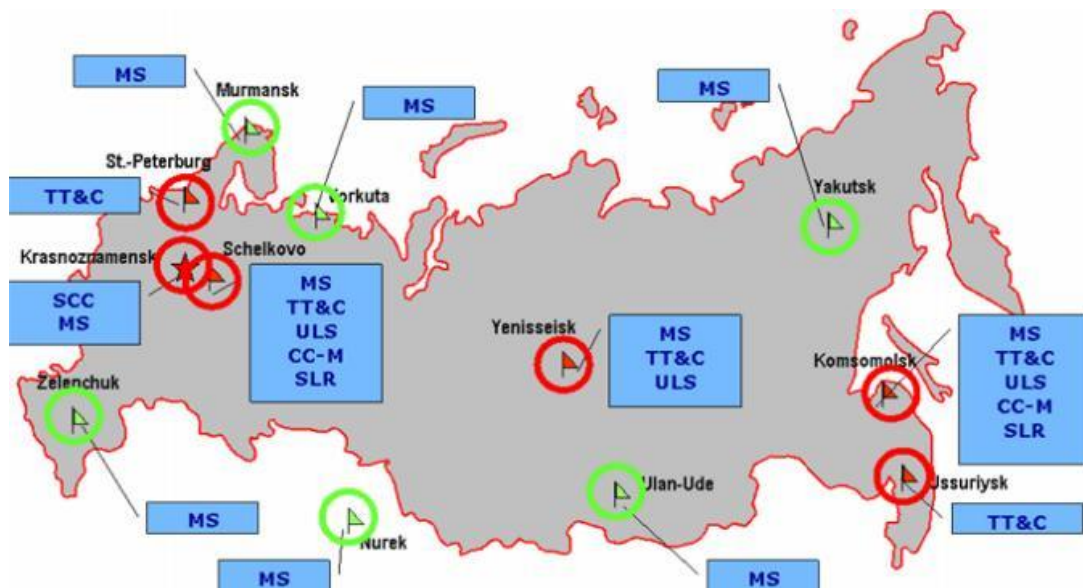 MS
Murmansk
MS
MS
St.-Peterburg
TT&C
Vorkuta
Yakutsk
Krasnoznamensk
Schelkovo
SCC
MS
MS
TT&C
ULS
CC-M
SLR
Yenisseisk
MS
TT&C
ULS
Komsomolsk
MS
TT&C
ULS
CC-M
SLR
Zelenchuk
MS
Nurek
MS
Ulan-Ude
MS
Ussuriysk
TT&C